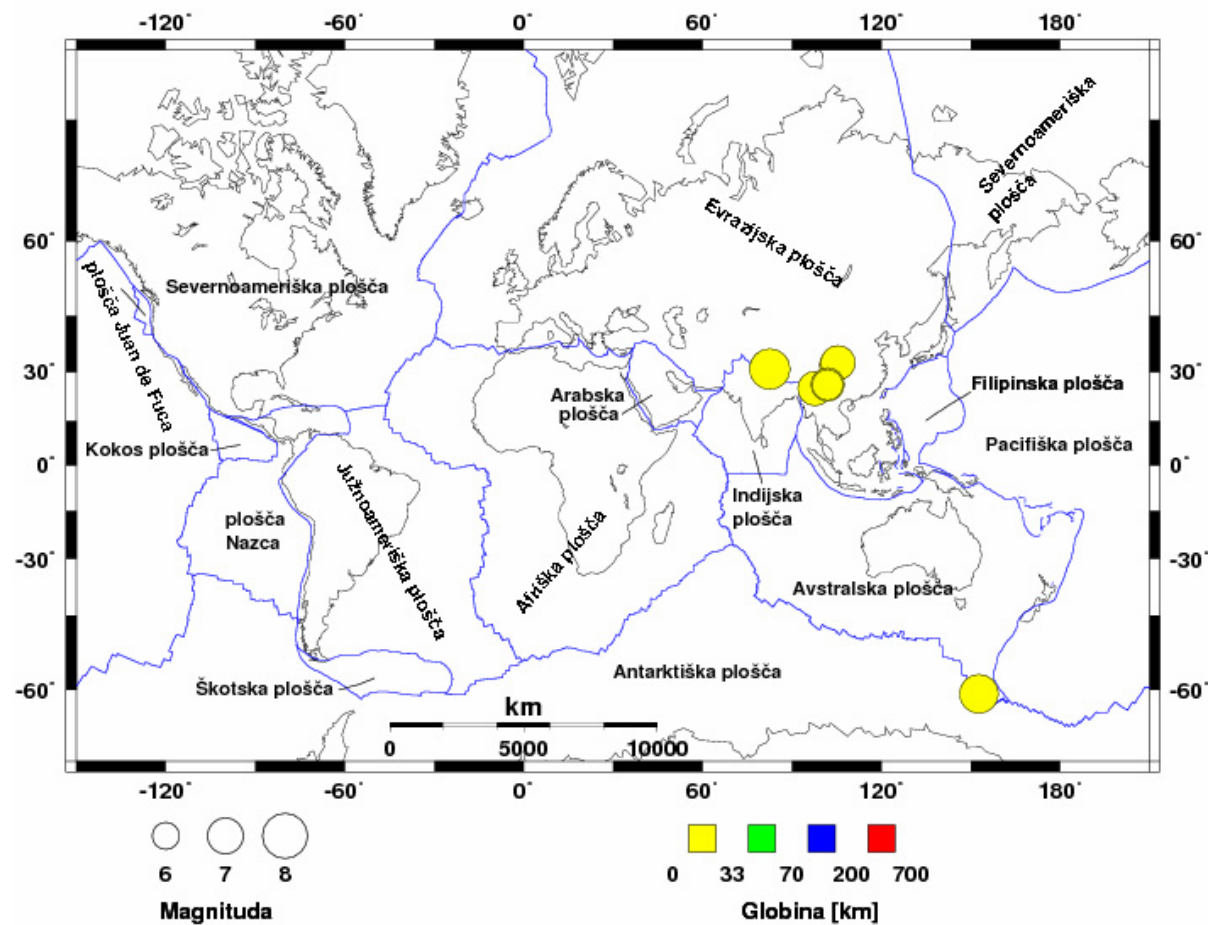 -120° -60° 0° 60° 120° 180°
Severnoameriška
plošča
Evrazijska plošča
60° 60°
plošča Juan de Fuca
Severnoameriška plošča
30° 30°
Arabska
plošča
Filipinska plošča
Kokos plošča
Pacifiška plošča
0° 0°
Južnoameriška plošča
Indijska
plošča
plošča
Nazca
Afriška plošča
-30° -30°
Avstralska plošča
Antarktiška plošča
Škotska plošča
-60° -60°
km
0 5000 10000
-120° -60° 0° 60° 120° 180°
6 7 8
0 33 70 200 700
Magnituda
Globina [km]